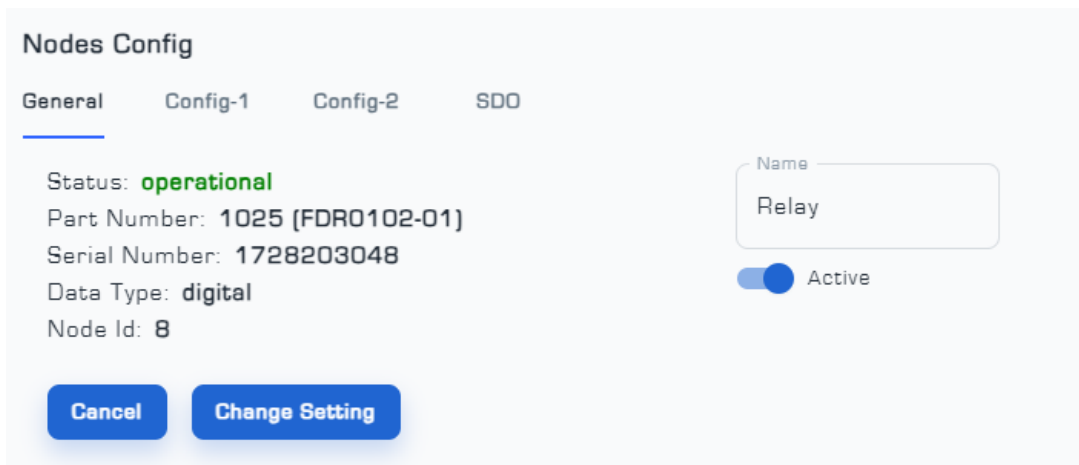 Nodes Config
General Config-1 Config-2 SDO
Status: operational
Part Number: 1025 (FDR0102-01)
Serial Number: 1728203048
Data Type: digital
Node Id: 8
Name
Relay
Active
Cancel Change Setting